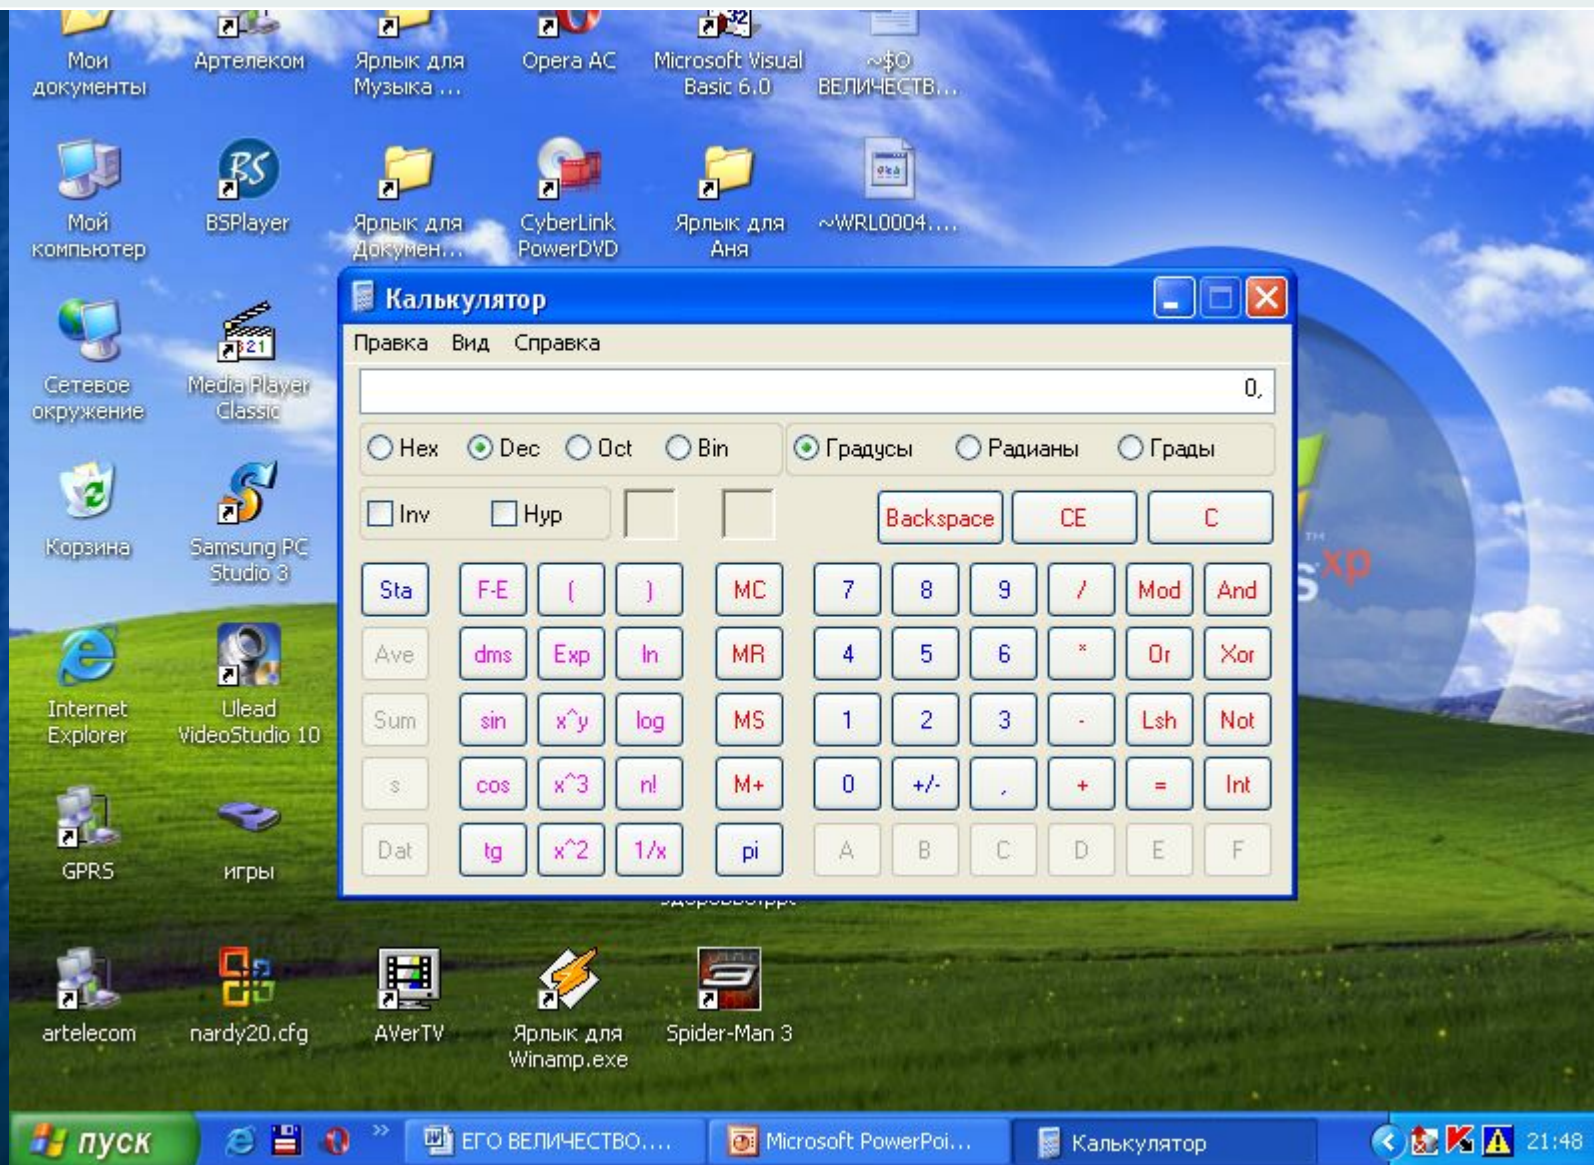 Мои
документы
Артелеком
Ярлык для
Музыка ...
Opera AC
Microsoft Visual
Basic 6.0
~$О
ВЕЛИЧЕСТВ...
Мой
компьютер
BSPlayer
Ярлык для
Докумен...
CyberLink
PowerDVD
Ярлык для
Аня
~WRL0004....
Сетевое
окружение
Media Player
Classic
Корзина
Samsung PC
Studio 3
Internet
Explorer
Ulead
VideoStudio 10
GPRS
игры
Калькулятор
Правка Вид Справка
0,
Hex Dec Oct Bin Градусы Радианы Грады
Inv Hyp Backspace CE C
Sta F-E ( ) MC 7 8 9 / Mod And
Ave dms Exp ln MR 4 5 6 * Or Xor
Sum sin x^y log MS 1 2 3 - Lsh Not
s cos x^3 n! M+ 0 +/- , + = Int
Dat tg x^2 1/x pi A B C D E F
xp
artelecom
nardy20.cfg
AVerTV
Ярлык для
Winamp.exe
Spider-Man 3
пуск
ЕГО ВЕЛИЧЕСТВО....
Microsoft PowerPoi...
Калькулятор
21:48